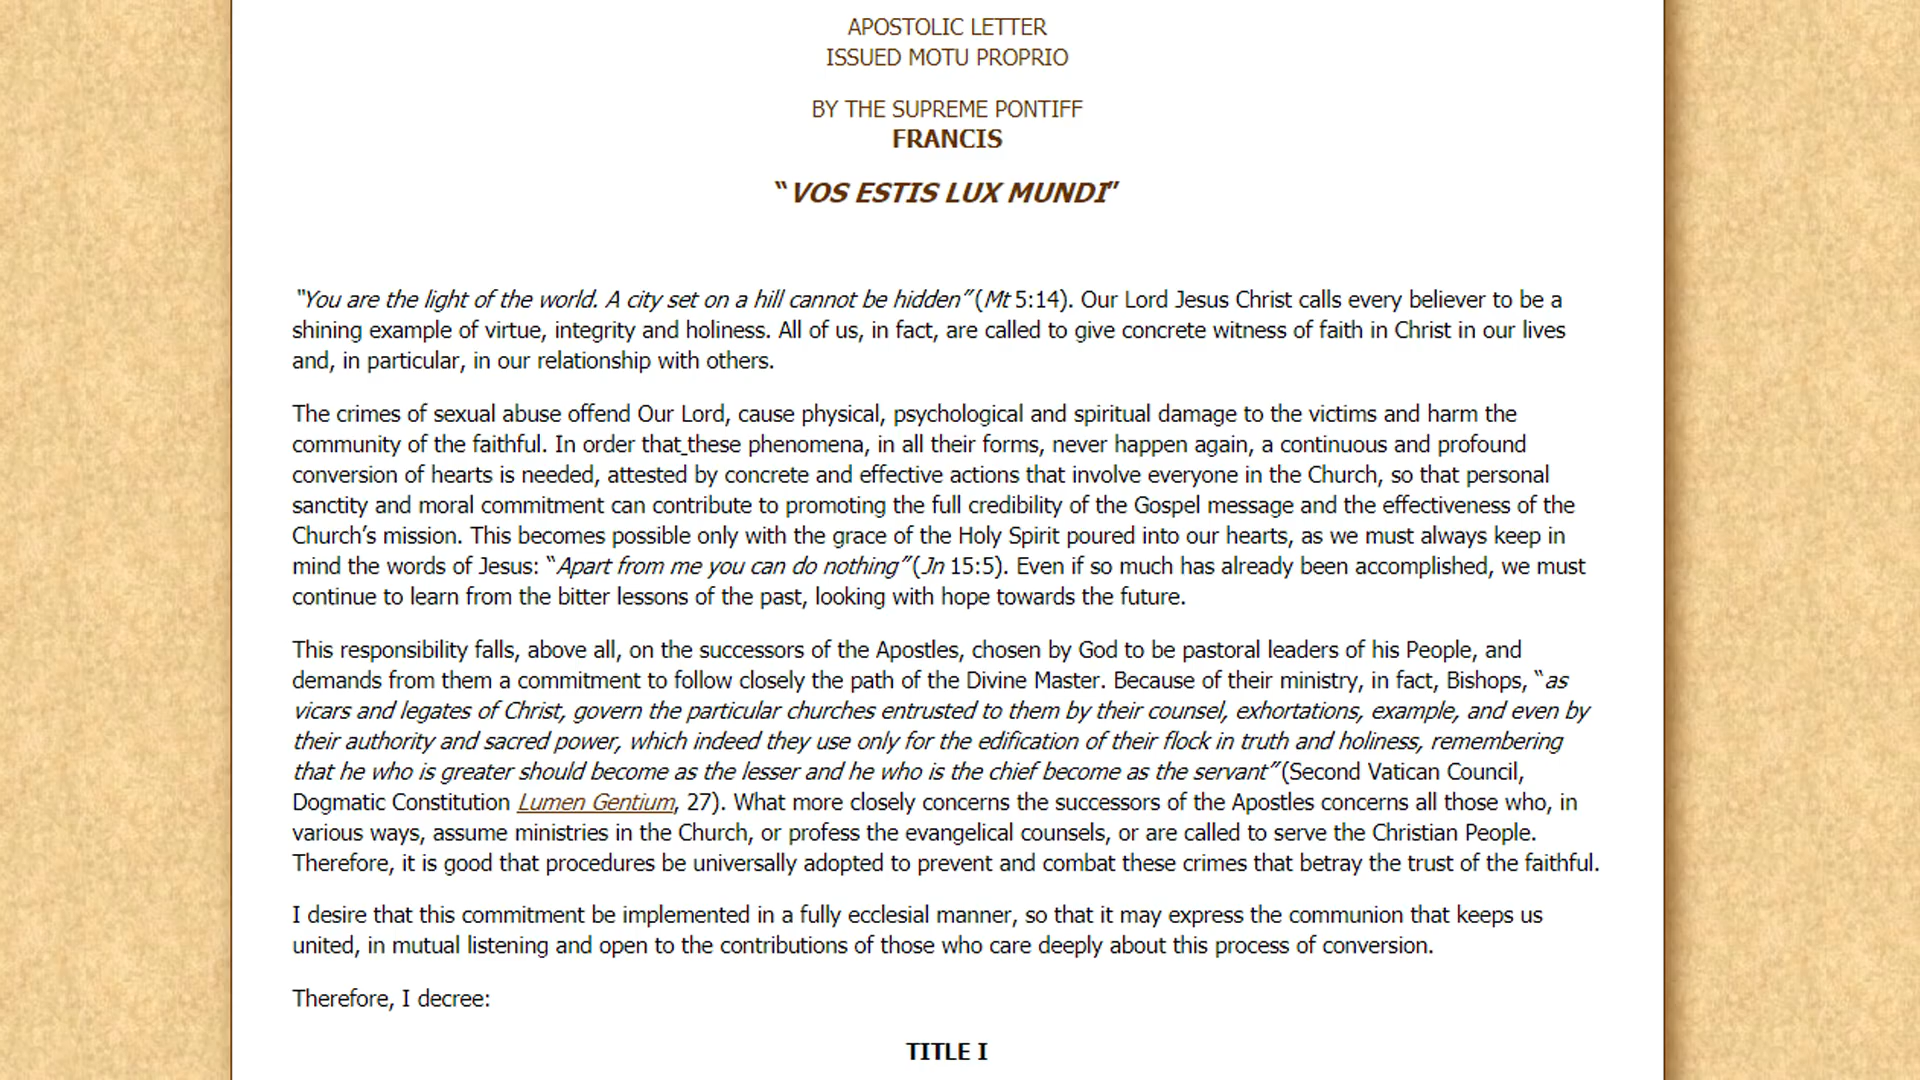 APOSTOLIC LETTER
ISSUED MOTU PROPRIO
BY THE SUPREME PONTIFF
FRANCIS
“VOS ESTIS LUX MUNDI”
“You are the light of the world. A city set on a hill cannot be hidden” (Mt 5:14). Our Lord Jesus Christ calls every believer to be a
shining example of virtue, integrity and holiness. All of us, in fact, are called to give concrete witness of faith in Christ in our lives
and, in particular, in our relationship with others.
The crimes of sexual abuse offend Our Lord, cause physical, psychological and spiritual damage to the victims and harm the
community of the faithful. In order that these phenomena, in all their forms, never happen again, a continuous and profound
conversion of hearts is needed, attested by concrete and effective actions that involve everyone in the Church, so that personal
sanctity and moral commitment can contribute to promoting the full credibility of the Gospel message and the effectiveness of the
Church’s mission. This becomes possible only with the grace of the Holy Spirit poured into our hearts, as we must always keep in
mind the words of Jesus: “Apart from me you can do nothing” (Jn 15:5). Even if so much has already been accomplished, we must
continue to learn from the bitter lessons of the past, looking with hope towards the future.
This responsibility falls, above all, on the successors of the Apostles, chosen by God to be pastoral leaders of his People, and
demands from them a commitment to follow closely the path of the Divine Master. Because of their ministry, in fact, Bishops, “as
vicars and legates of Christ, govern the particular churches entrusted to them by their counsel, exhortations, example, and even by
their authority and sacred power, which indeed they use only for the edification of their flock in truth and holiness, remembering
that he who is greater should become as the lesser and he who is the chief become as the servant” (Second Vatican Council,
Dogmatic Constitution Lumen Gentium, 27). What more closely concerns the successors of the Apostles concerns all those who, in
various ways, assume ministries in the Church, or profess the evangelical counsels, or are called to serve the Christian People.
Therefore, it is good that procedures be universally adopted to prevent and combat these crimes that betray the trust of the faithful.
I desire that this commitment be implemented in a fully ecclesial manner, so that it may express the communion that keeps us
united, in mutual listening and open to the contributions of those who care deeply about this process of conversion.
Therefore, I decree:
TITLE I